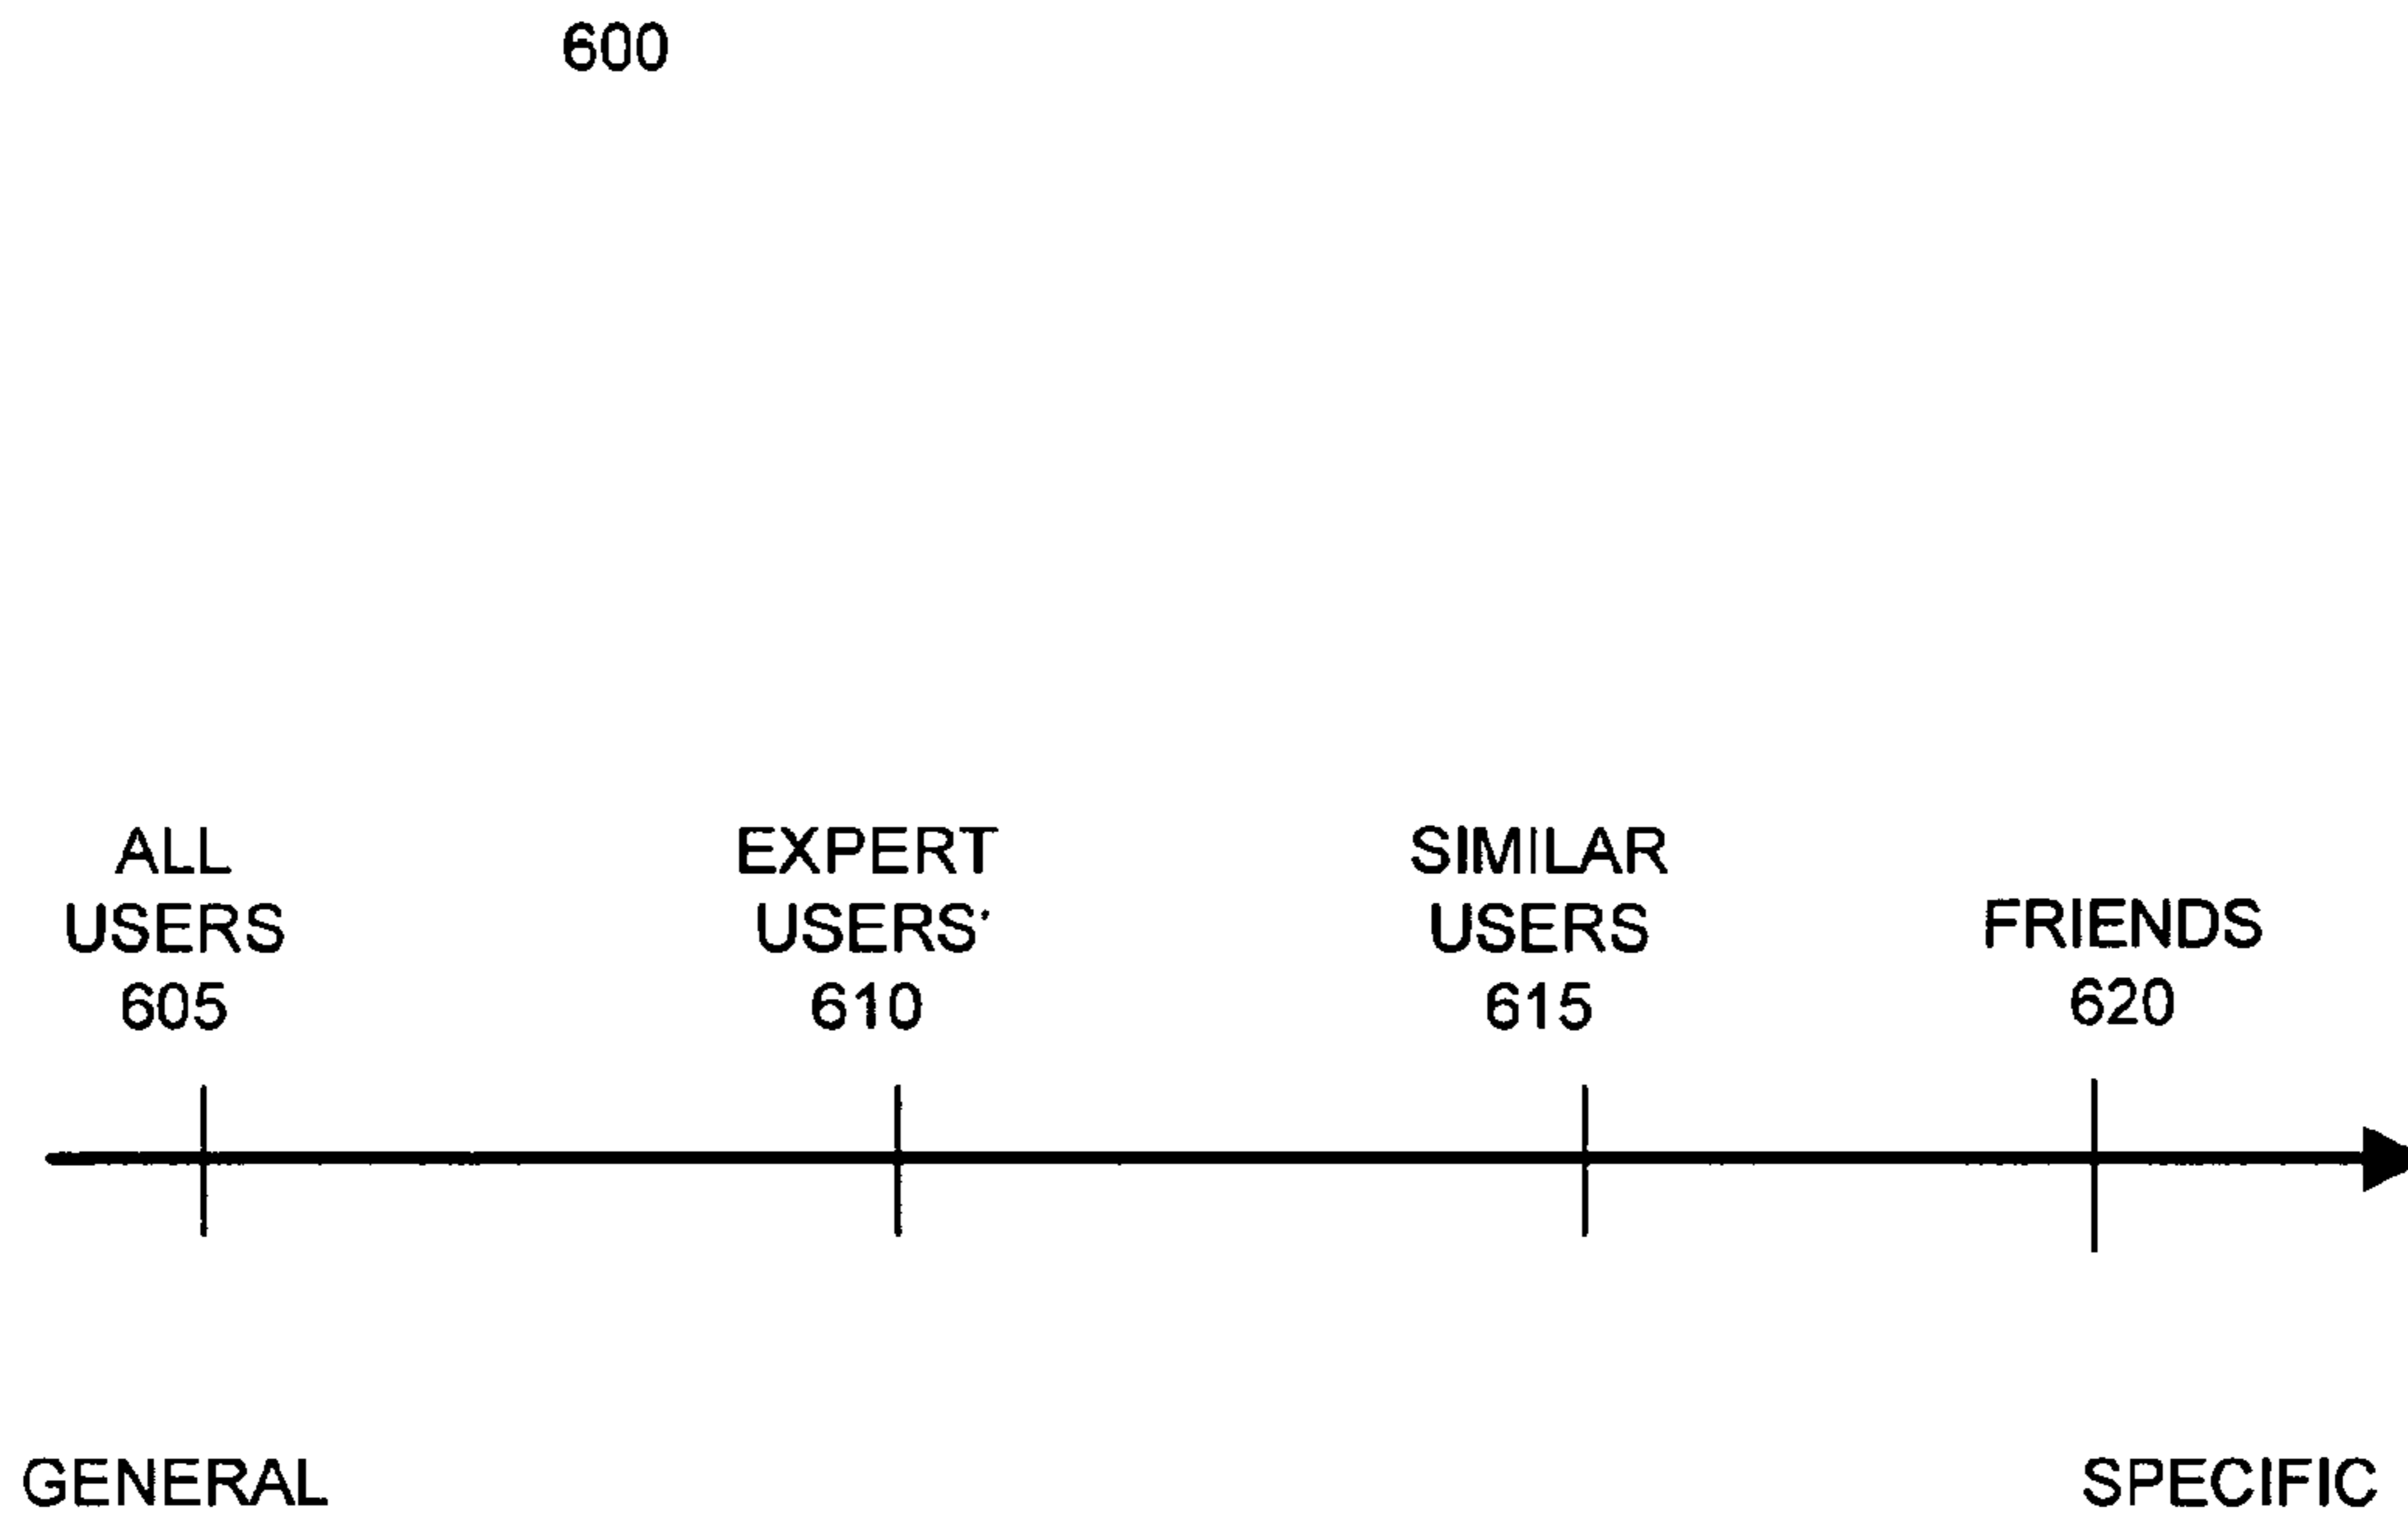 600
ALL
USERS
605
EXPERT
USERS
610
SIMILAR
USERS
615
FRIENDS
620
GENERAL
SPECIFIC